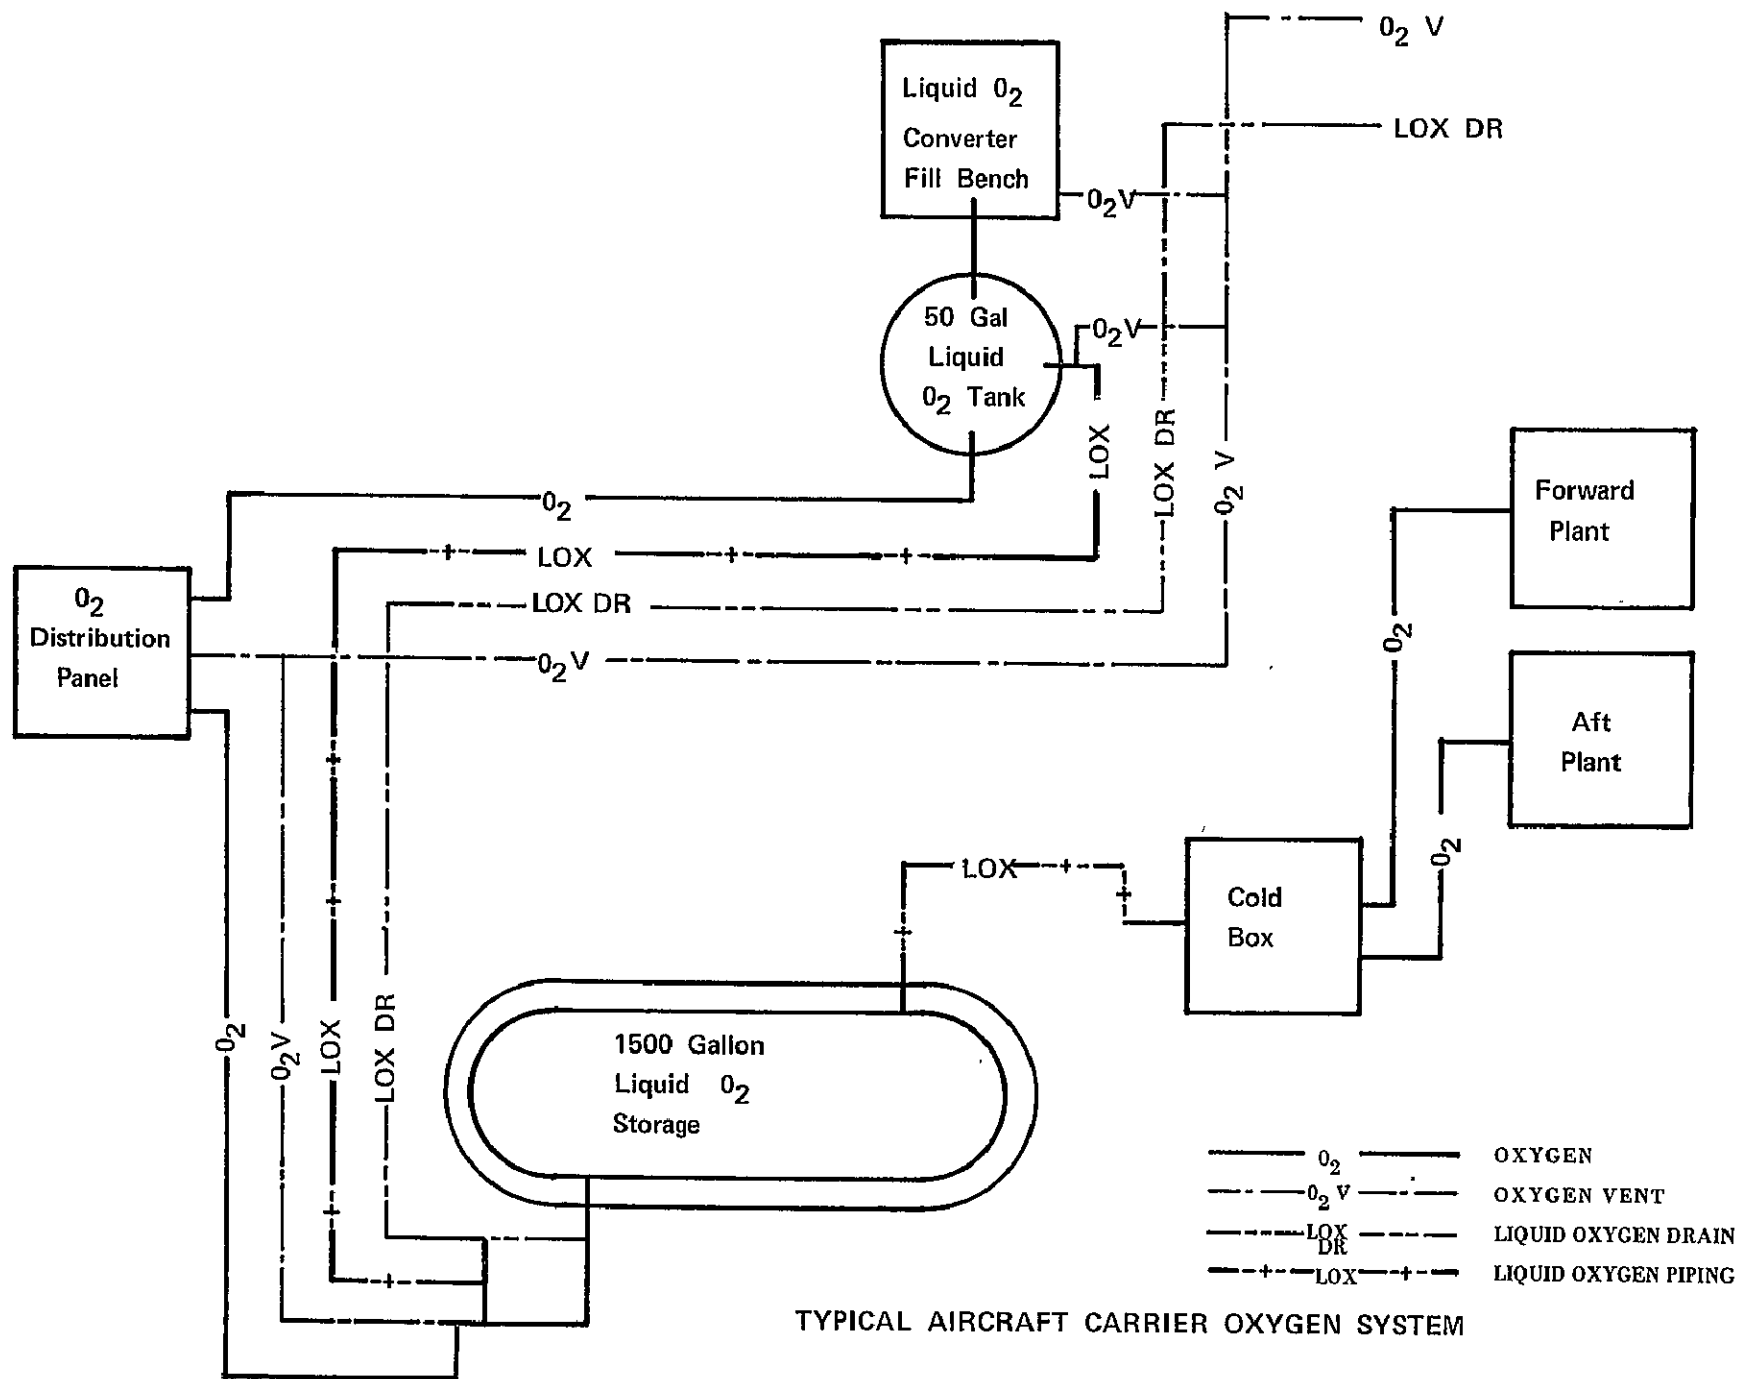 O₂ V
Liquid O₂
Converter
Fill Bench
LOX DR
O₂V
50 Gal
Liquid
O₂ Tank
O₂V
LOX
LOX DR
O₂ V
Forward
Plant
O₂
LOX
O₂
Distribution
Panel
LOX DR
O₂V
O₂
Aft
Plant
O₂
LOX
Cold
Box
O₂
O₂V
LOX
LOX DR
1500 Gallon
Liquid O₂
Storage
O₂ OXYGEN
O₂ V OXYGEN VENT
LOX DR LIQUID OXYGEN DRAIN
LOX LIQUID OXYGEN PIPING
TYPICAL AIRCRAFT CARRIER OXYGEN SYSTEM